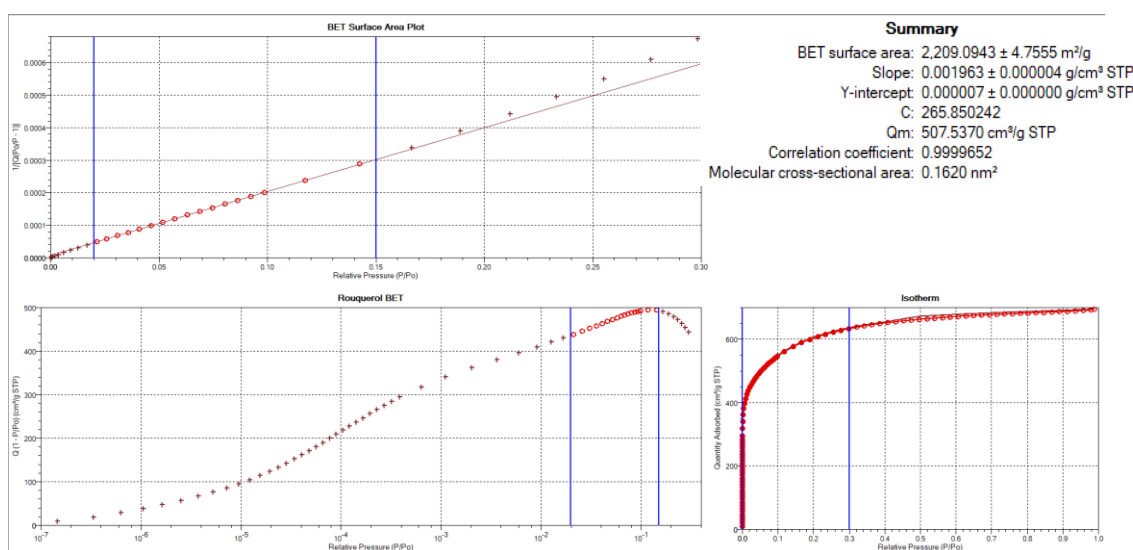 BET Surface Area Plot
1/[Q(Po/P - 1)]
0.0006
0.0005
0.0004
0.0003
0.0002
0.0001
0.0000
0.00 0.05 0.10 0.15 0.20 0.25 0.30
Relative Pressure (P/Po)
Summary
BET surface area: 2,209.0943 ± 4.7555 m²/g
Slope: 0.001963 ± 0.000004 g/cm³ STP
Y-intercept: 0.000007 ± 0.000000 g/cm³ STP
C: 265.850242
Qm: 507.5370 cm³/g STP
Correlation coefficient: 0.9999652
Molecular cross-sectional area: 0.1620 nm²
Rouquerol BET
Q (1 - P/Po) (cm³/g STP)
500
400
300
200
100
0
10-7 10-6 10-5 10-4 10-3 10-2 10-1
Relative Pressure (P/Po)
Isotherm
Quantity Adsorbed (cm³/g STP)
600
400
200
0
0.0 0.1 0.2 0.3 0.4 0.5 0.6 0.7 0.8 0.9 1.0
Relative Pressure (P/Po)